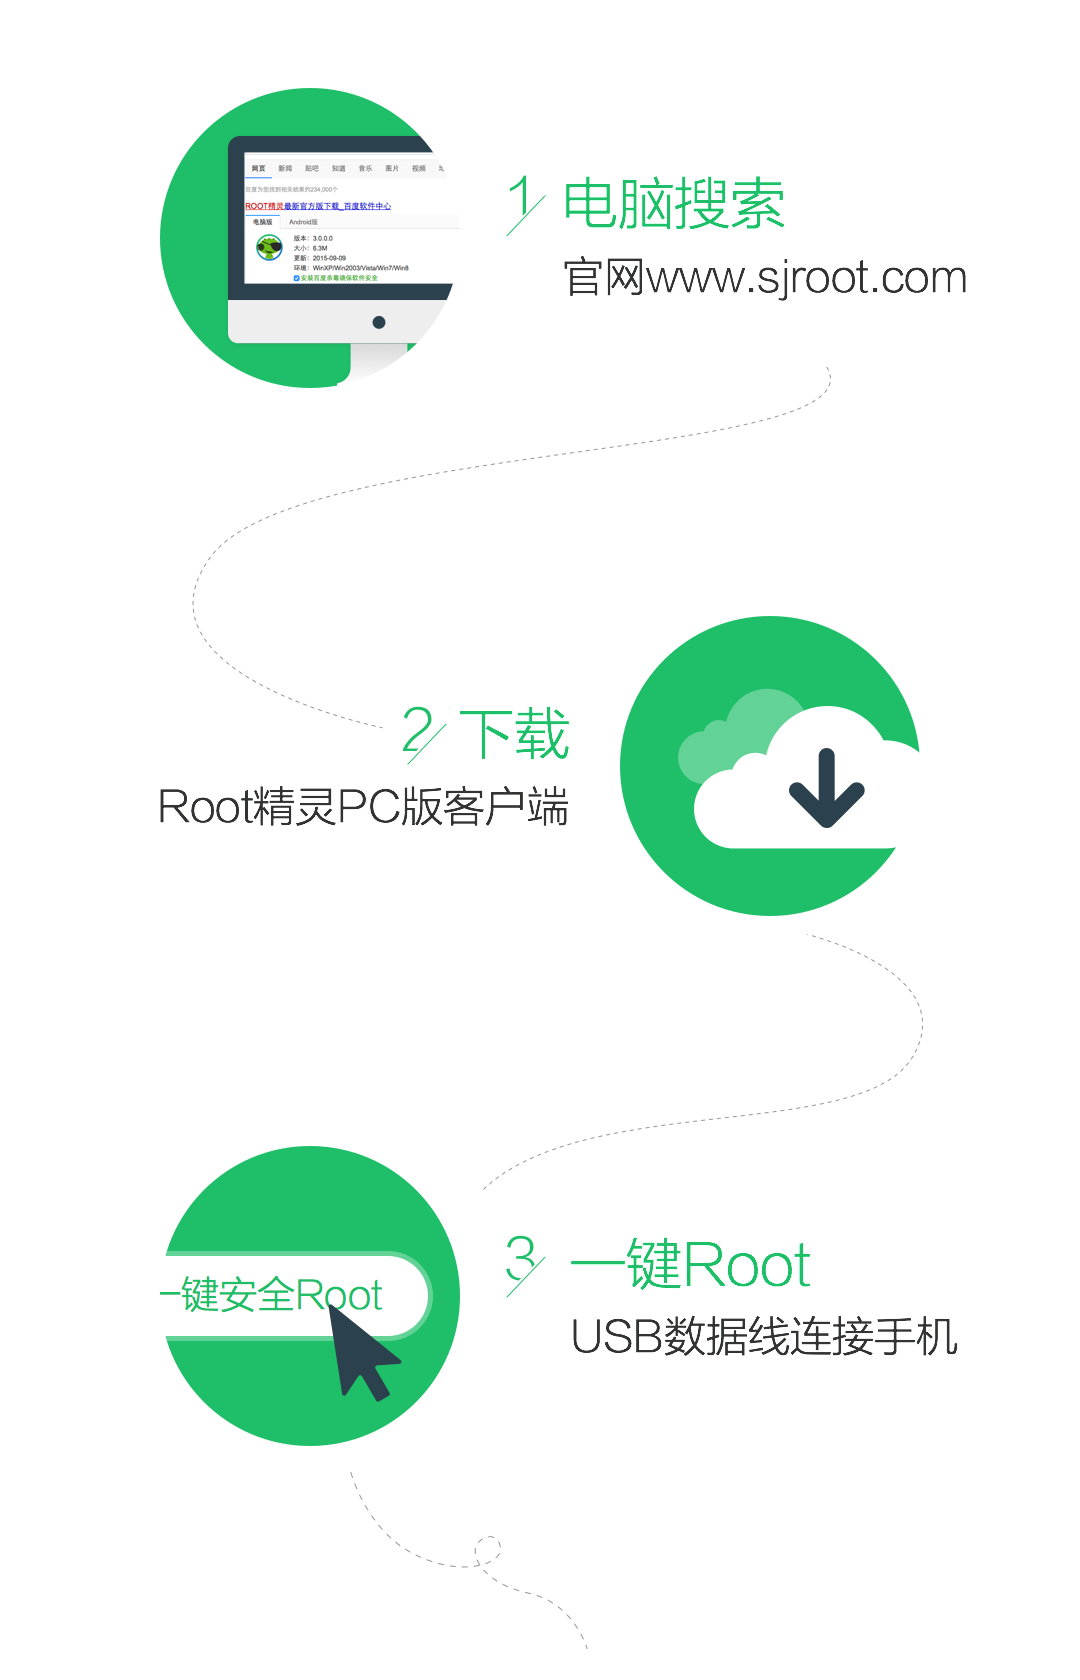 网页 新闻 贴吧 知道 音乐 图片 视频
百度为您找到相关结果约234,000个
ROOT精灵最新官方版下载_百度软件中心
电脑版 Android版
版本：3.0.0.0
大小：6.3M
更新：2015-09-09
环境：WinXP/Win2003/Vista/Win7/Win8
安装百度杀毒确保软件安全
1 电脑搜索
官网www.sjroot.com
2 下载
Root精灵PC版客户端
一键安全Root
3 一键Root
USB数据线连接手机